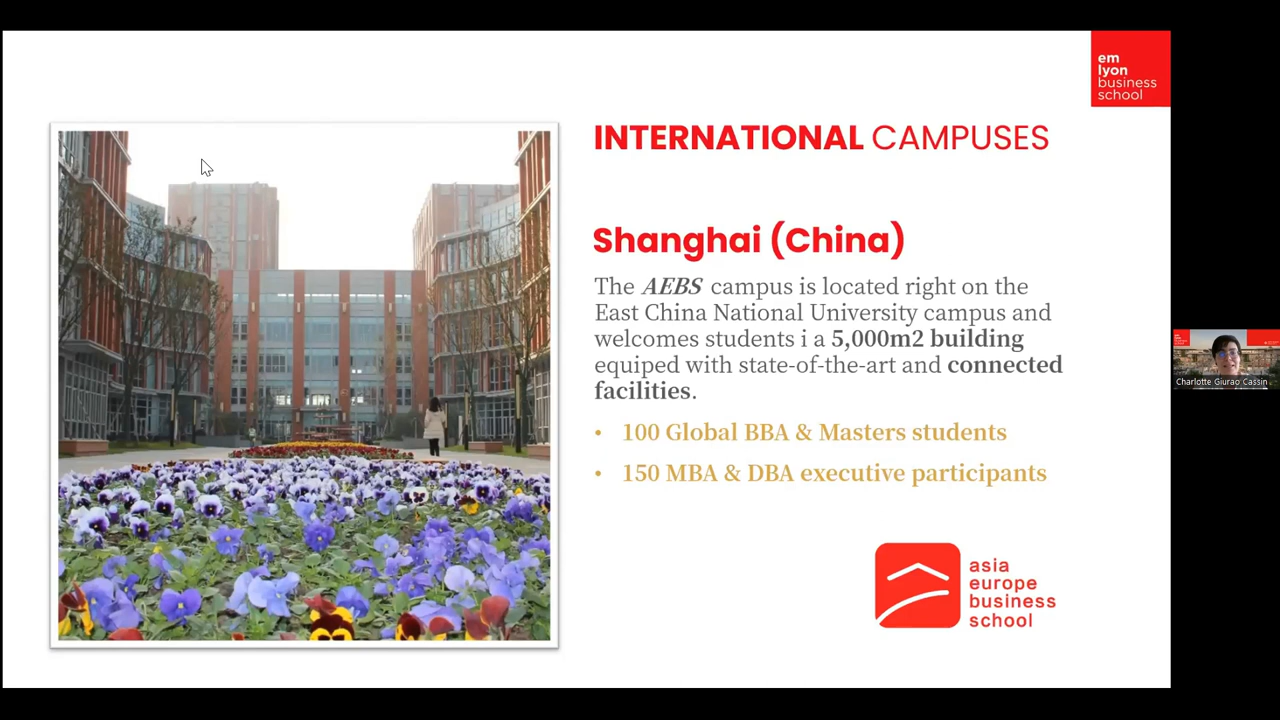 em
lyon
business
school
INTERNATIONAL CAMPUSES
Shanghai (China)
The AEBS campus is located right on the
East China National University campus and
welcomes students i a 5,000m2 building
equiped with state-of-the-art and connected
facilities.
• 100 Global BBA & Masters students
• 150 MBA & DBA executive participants
asia
europe
business
school
Charlotte Giurao Cassin